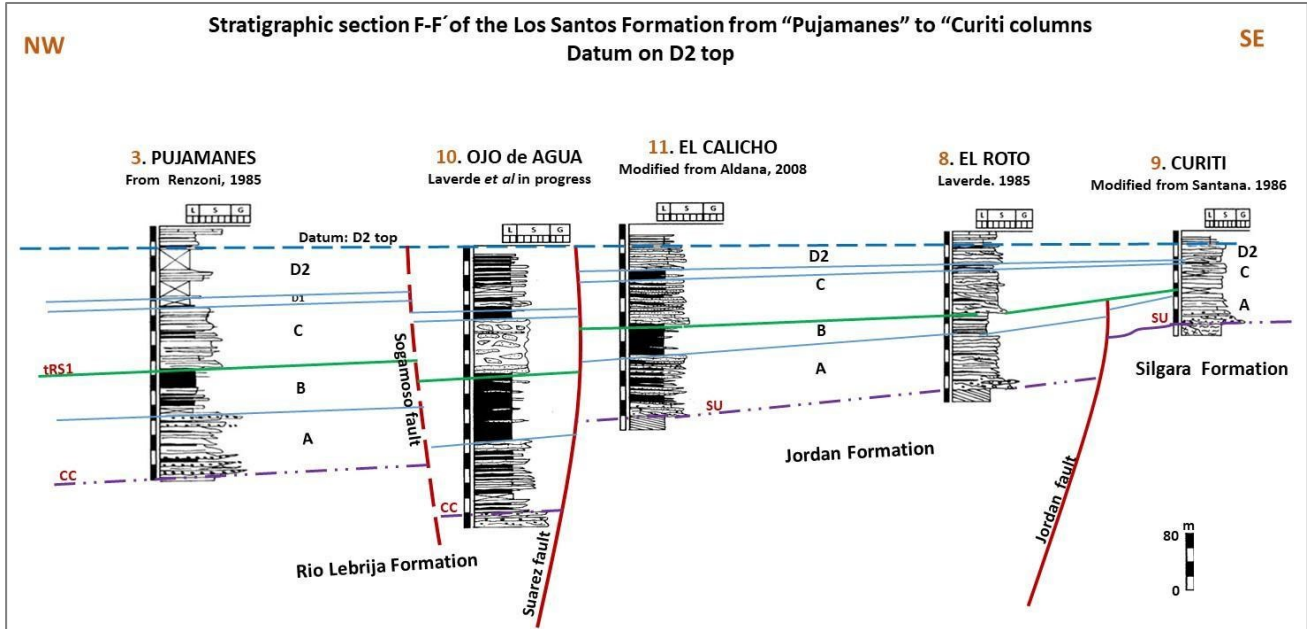 Stratigraphic section F-F´of the Los Santos Formation from “Pujamanes” to “Curiti columns
Datum on D2 top
NW
SE
3. PUJAMANES
From Renzoni, 1985
10. OJO de AGUA
Laverde et al in progress
11. EL CALICHO
Modified from Aldana, 2008
8. EL ROTO
Laverde. 1985
9. CURITI
Modified from Santana. 1986
L S G
L S G
L S G
L S G
L S G
Datum: D2 top
D2
D1
C
tRS1
B
A
CC
Sogamoso fault
CC
Rio Lebrija Formation
Suarez fault
D2
C
B
A
SU
Jordan Formation
Jordan fault
D2
C
A
SU
Silgara Formation
80 m
0